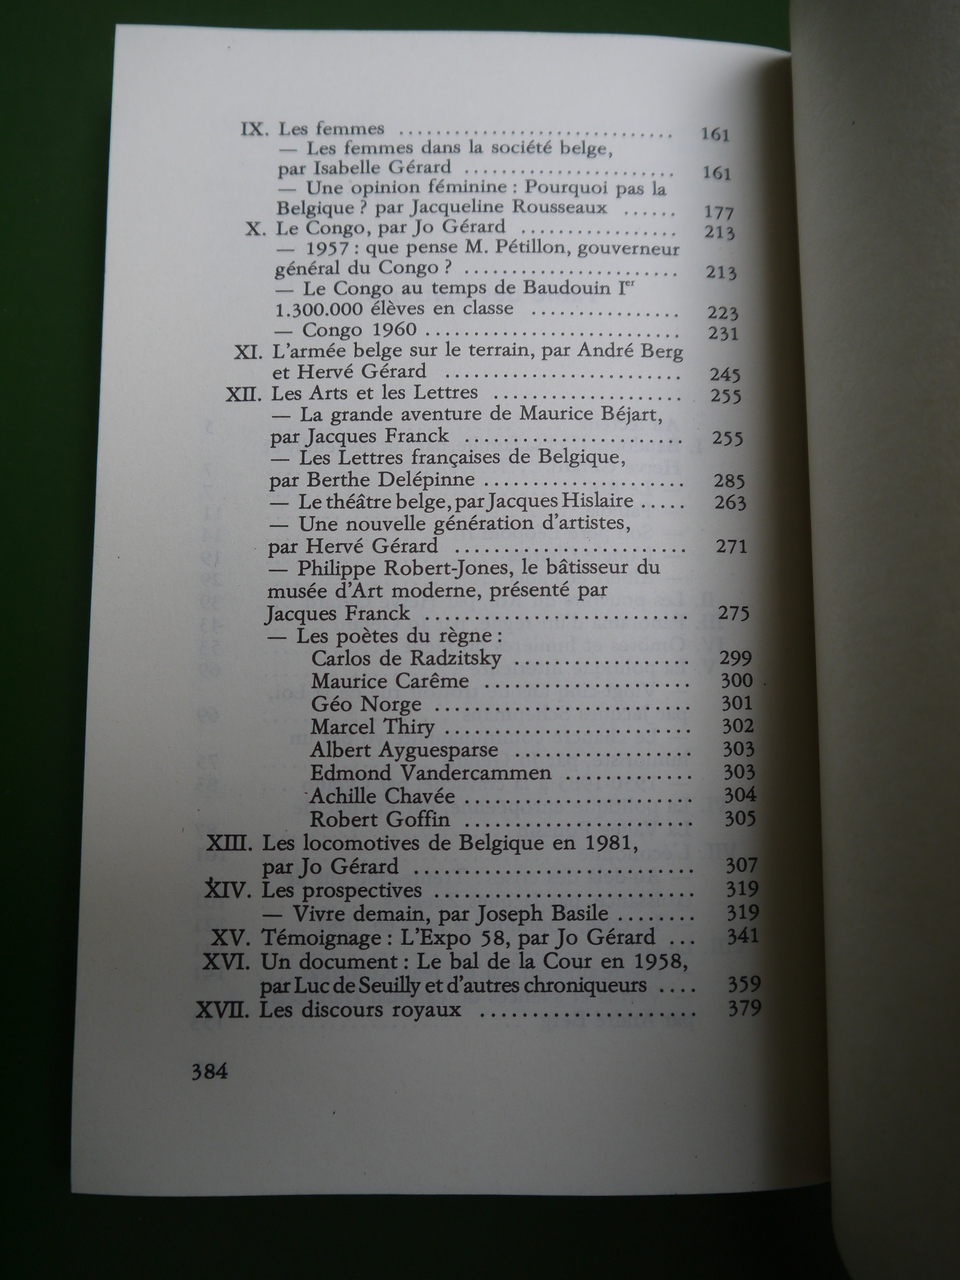 IX. Les femmes ............................ 161
— Les femmes dans la société belge,
par Isabelle Gérard ...................... 161
— Une opinion féminine : Pourquoi pas la
Belgique ? par Jacqueline Rousseaux ...... 177
X. Le Congo, par Jo Gérard ................ 213
— 1957 : que pense M. Pétillon, gouverneur
général du Congo ? ...................... 213
— Le Congo au temps de Baudouin Ier
1.300.000 élèves en classe ................ 223
— Congo 1960 .......................... 231
XI. L'armée belge sur le terrain, par André Berg
et Hervé Gérard ........................ 245
XII. Les Arts et les Lettres ................... 255
— La grande aventure de Maurice Béjart,
par Jacques Franck ...................... 255
— Les Lettres françaises de Belgique,
par Berthe Delépinne .................... 285
— Le théâtre belge, par Jacques Hislaire ..... 263
— Une nouvelle génération d'artistes,
par Hervé Gérard ....................... 271
— Philippe Robert-Jones, le bâtisseur du
musée d'Art moderne, présenté par
Jacques Franck .......................... 275
— Les poètes du règne :
Carlos de Radzitsky ................. 299
Maurice Carême .................... 300
Géo Norge ......................... 301
Marcel Thiry ........................ 302
Albert Ayguesparse ................. 303
Edmond Vandercammen ............ 303
Achille Chavée ...................... 304
Robert Goffin ...................... 305
XIII. Les locomotives de Belgique en 1981,
par Jo Gérard ........................... 307
XIV. Les prospectives ......................... 319
— Vivre demain, par Joseph Basile ........ 319
XV. Témoignage : L'Expo 58, par Jo Gérard ... 341
XVI. Un document : Le bal de la Cour en 1958,
par Luc de Seuilly et d'autres chroniqueurs .... 359
XVII. Les discours royaux ..................... 379
384